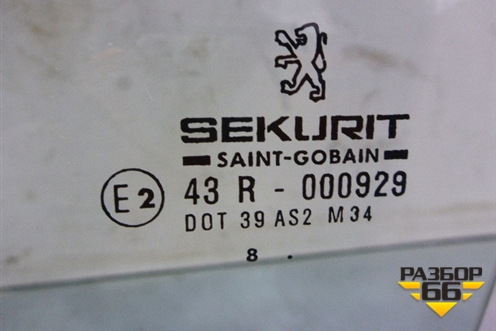 SEKURIT
SAINT-GOBAIN
E2 43 R - 000929
DOT 39 AS2 M34
8 .
РАЗБОР
66